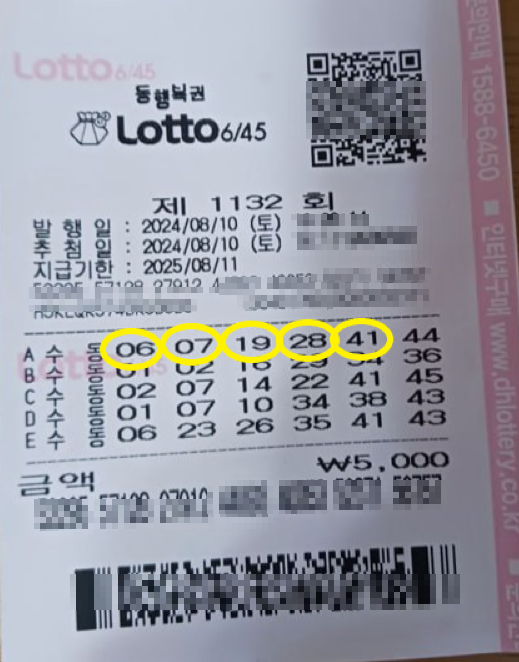 Lotto 6/45
동행복권
Lotto 6/45
제 1132 회
발 행 일 : 2024/08/10 (토)
추 첨 일 : 2024/08/10 (토)
지급기한 : 2025/08/11
A 수 동 06 07 19 28 41 44
B 수 동 02 16 29 34 36
C 수 동 02 07 14 22 41 45
D 수 동 01 07 10 34 38 43
E 수 동 06 23 26 35 41 43
금액 ₩5,000
1588-6450 ■ 인터넷구매 www.dhlottery.co.kr ■